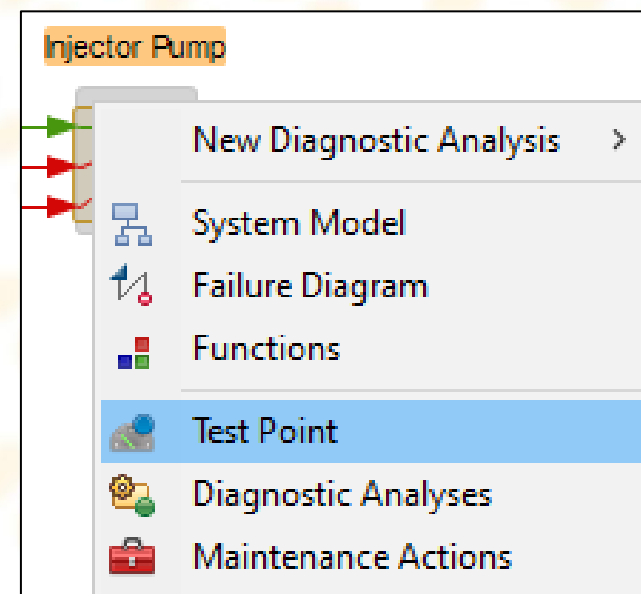 Injector Pump
New Diagnostic Analysis >
System Model
Failure Diagram
Functions
Test Point
Diagnostic Analyses
Maintenance Actions